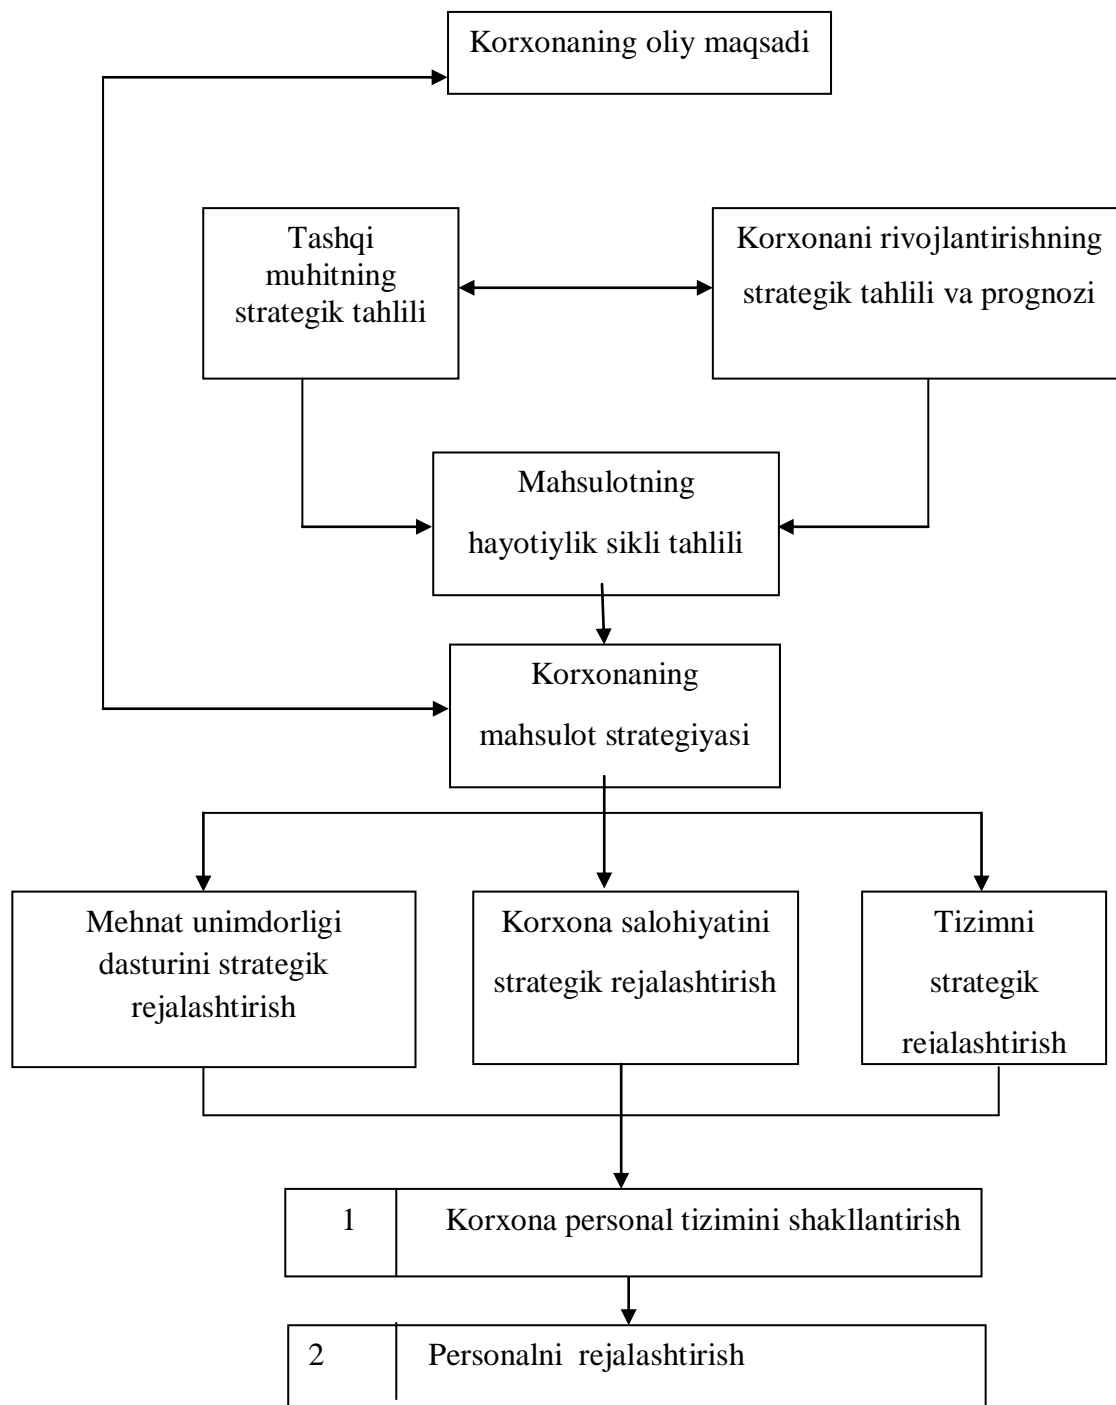 Korxonaning oliy maqsadi
Tashqi
muhitning
strategik tahlili
Korxonani rivojlantirishning
strategik tahlili va prognozi
Mahsulotning
hayotiylik sikli tahlili
Korxonaning
mahsulot strategiyasi
Mehnat unimdorligi
dasturini strategik
rejalashtirish
Korxona salohiyatini
strategik rejalashtirish
Tizimni
strategik
rejalashtirish
1 Korxona personal tizimini shakllantirish
2 Personalni rejalashtirish